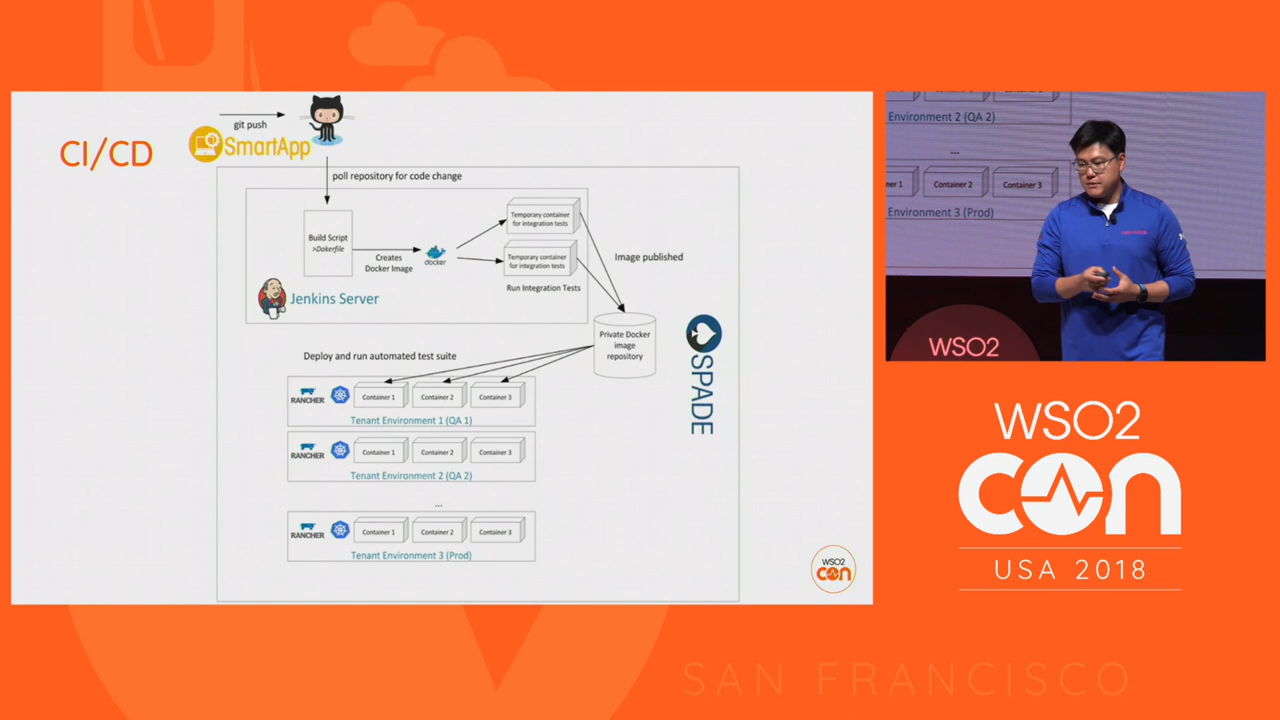 CI/CD
git push
SmartApp
poll repository for code change
Build Script
>Dokerfile
Creates
Docker Image
docker
Temporary container
for integration tests
Temporary container
for integration tests
Run Integration Tests
Image published
Jenkins Server
Private Docker
image
repository
SPADE
Deploy and run automated test suite
RANCHER
Container 1
Container 2
Container 3
Tenant Environment 1 (QA 1)
RANCHER
Container 1
Container 2
Container 3
Tenant Environment 2 (QA 2)
...
RANCHER
Container 1
Container 2
Container 3
Tenant Environment 3 (Prod)
WSO2
con
Environment 2 (QA 2)
...
ner 1
Container 2
Container 3
Environment 3 (Prod)
WSO2
WSO2
con
USA 2018
SAN FRANCISCO